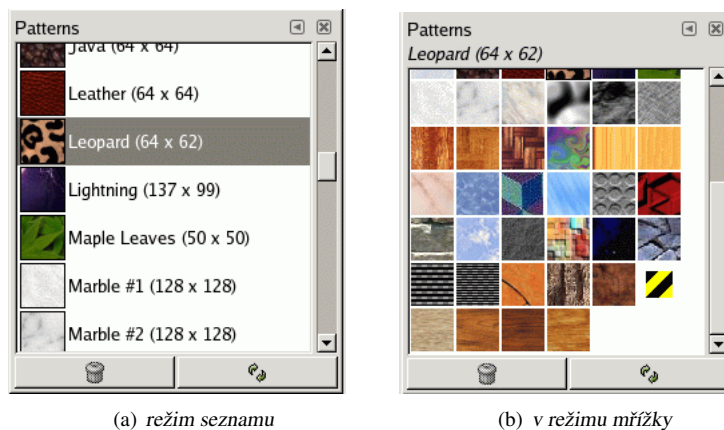 Patterns
Java (64 x 64)
Leather (64 x 64)
Leopard (64 x 62)
Lightning (137 x 99)
Maple Leaves (50 x 50)
Marble #1 (128 x 128)
Marble #2 (128 x 128)
(a) režim seznamu
Patterns
Leopard (64 x 62)
(b) v režimu mřížky